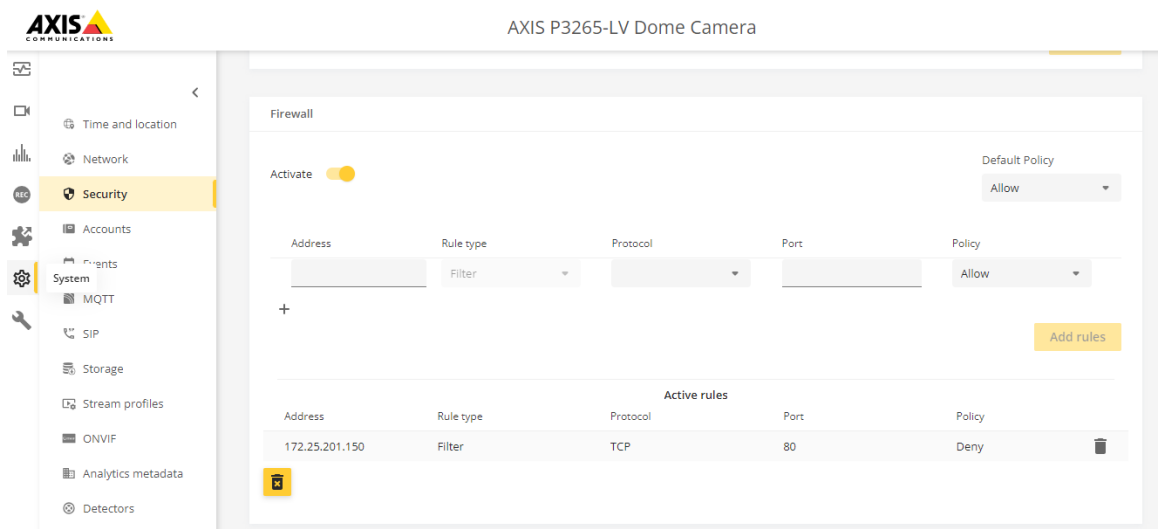 AXIS
COMMUNICATIONS
AXIS P3265-LV Dome Camera
Time and location
Network
Security
Accounts
Events
System
MQTT
SIP
Storage
Stream profiles
ONVIF
Analytics metadata
Detectors
REC
Firewall
Activate
Default Policy
Allow
Address Rule type Protocol Port Policy
Filter Allow
+
Add rules
Active rules
Address Rule type Protocol Port Policy
172.25.201.150 Filter TCP 80 Deny